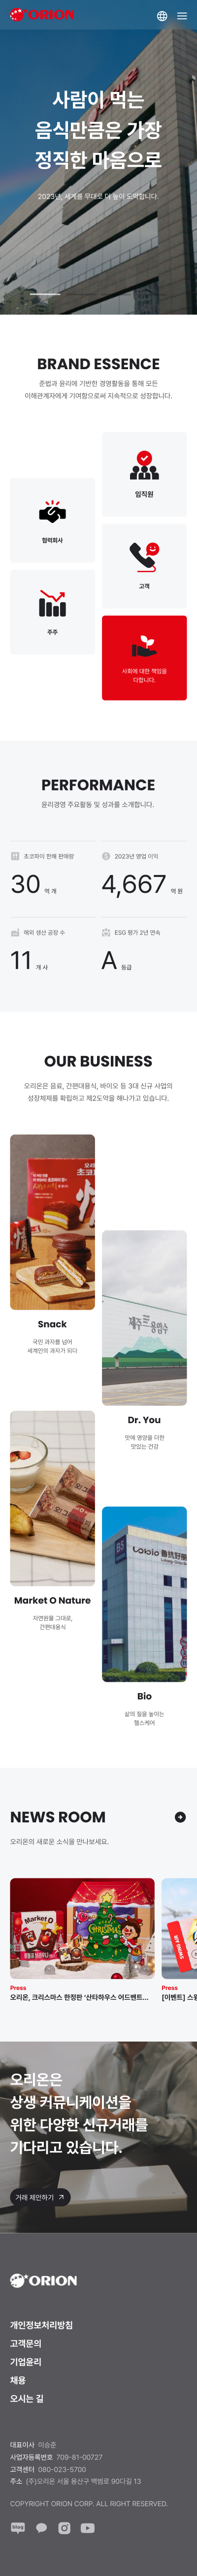 ORION
사람이 먹는
음식만큼은 가장
정직한 마음으로
2023년, 세계를 무대로 더 높이 도약합니다.
BRAND ESSENCE
준법과 윤리에 기반한 경영활동을 통해 모든
이해관계자에게 기여함으로써 지속적으로 성장합니다.
임직원
협력회사
고객
주주
사회에 대한 책임을
다합니다.
PERFORMANCE
윤리경영 주요활동 및 성과를 소개합니다.
초코파이 한해 판매량
30 억 개
2023년 영업 이익
4,667 억 원
해외 생산 공장 수
11 개 사
ESG 평가 2년 연속
A 등급
OUR BUSINESS
오리온은 음료, 간편대용식, 바이오 등 3대 신규 사업의
성장체제를 확립하고 제2도약을 해나가고 있습니다.
Snack
국민 과자를 넘어
세계인의 과자가 되다
제주용암수
Dr. You
맛에 영양을 더한
맛있는 건강
Market O Nature
자연원물 그대로,
간편대용식
B5
Bio
삶의 질을 높이는
헬스케어
NEWS ROOM
오리온의 새로운 소식을 만나보세요.
Market O
CHRISTMAS
Press
오리온, 크리스마스 한정판 '산타하우스 어드벤트...
Press
[이벤트] 스윙
오리온은
상생 커뮤니케이션을
위한 다양한 신규거래를
기다리고 있습니다.
거래 제안하기
ORION
개인정보처리방침
고객문의
기업윤리
채용
오시는 길
대표이사 이승준
사업자등록번호 709-81-00727
고객센터 080-023-5700
주소 (주)오리온 서울 용산구 백범로 90다길 13
COPYRIGHT ORION CORP. ALL RIGHT RESERVED.
blog